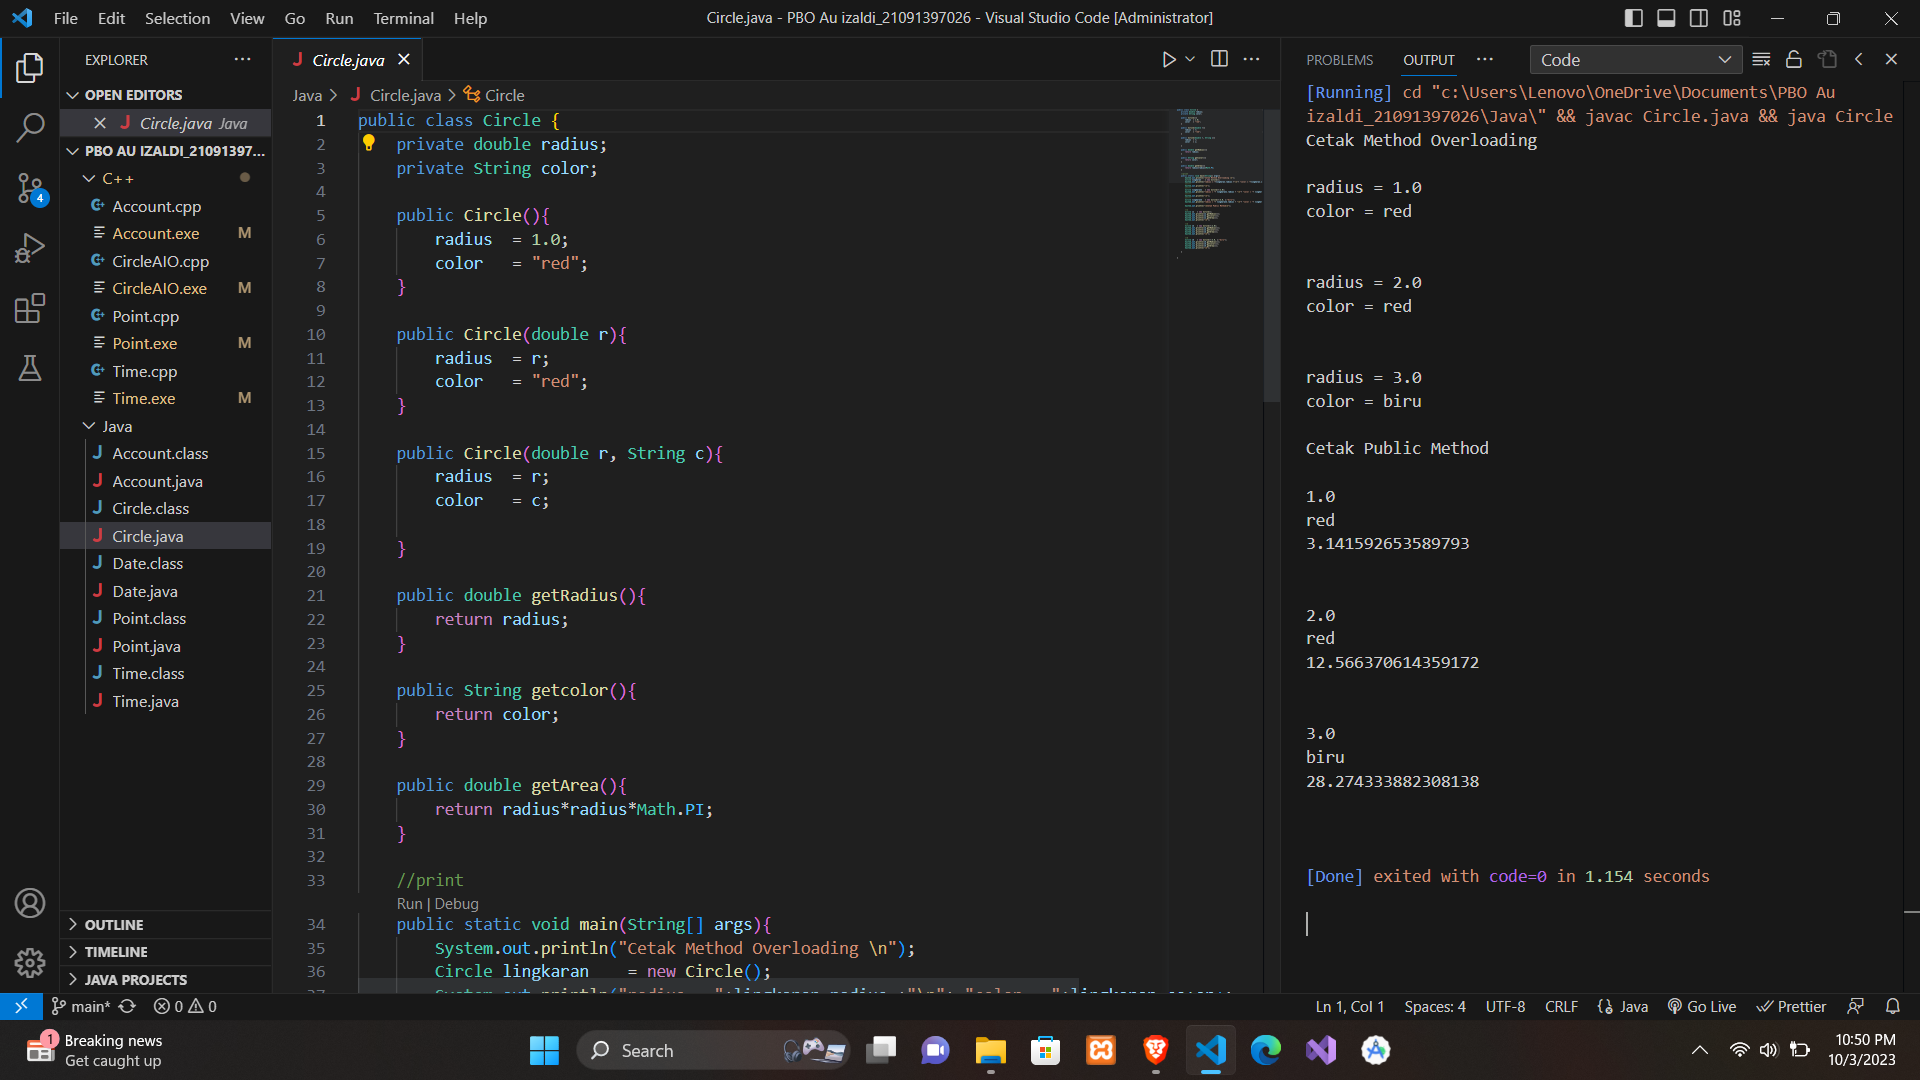 File Edit Selection View Go Run Terminal Help
Circle.java - PBO Au izaldi_21091397026 - Visual Studio Code [Administrator]
EXPLORER
OPEN EDITORS
Circle.java Java
PBO AU IZALDI_21091397...
C++
Account.cpp
Account.exe M
CircleAIO.cpp
CircleAIO.exe M
Point.cpp
Point.exe M
Time.cpp
Time.exe M
Java
Account.class
Account.java
Circle.class
Circle.java
Date.class
Date.java
Point.class
Point.java
Time.class
Time.java
OUTLINE
TIMELINE
JAVA PROJECTS
4
Circle.java
Java > Circle.java > Circle
1 public class Circle {
2 private double radius;
3 private String color;
4
5 public Circle(){
6 radius = 1.0;
7 color = "red";
8 }
9
10 public Circle(double r){
11 radius = r;
12 color = "red";
13 }
14
15 public Circle(double r, String c){
16 radius = r;
17 color = c;
18
19 }
20
21 public double getRadius(){
22 return radius;
23 }
24
25 public String getcolor(){
26 return color;
27 }
28
29 public double getArea(){
30 return radius*radius*Math.PI;
31 }
32
33 //print
Run | Debug
34 public static void main(String[] args){
35 System.out.println("Cetak Method Overloading \n");
36 Circle lingkaran = new Circle();
PROBLEMS OUTPUT
Code
[Running] cd "c:\Users\Lenovo\OneDrive\Documents\PBO Au
izaldi_21091397026\Java\" && javac Circle.java && java Circle
Cetak Method Overloading
radius = 1.0
color = red
radius = 2.0
color = red
radius = 3.0
color = biru
Cetak Public Method
1.0
red
3.141592653589793
2.0
red
12.566370614359172
3.0
biru
28.274333882308138
[Done] exited with code=0 in 1.154 seconds
main* 0 0
Ln 1, Col 1 Spaces: 4 UTF-8 CRLF {} Java Go Live Prettier
1
Breaking news
Get caught up
Search
10:50 PM
10/3/2023